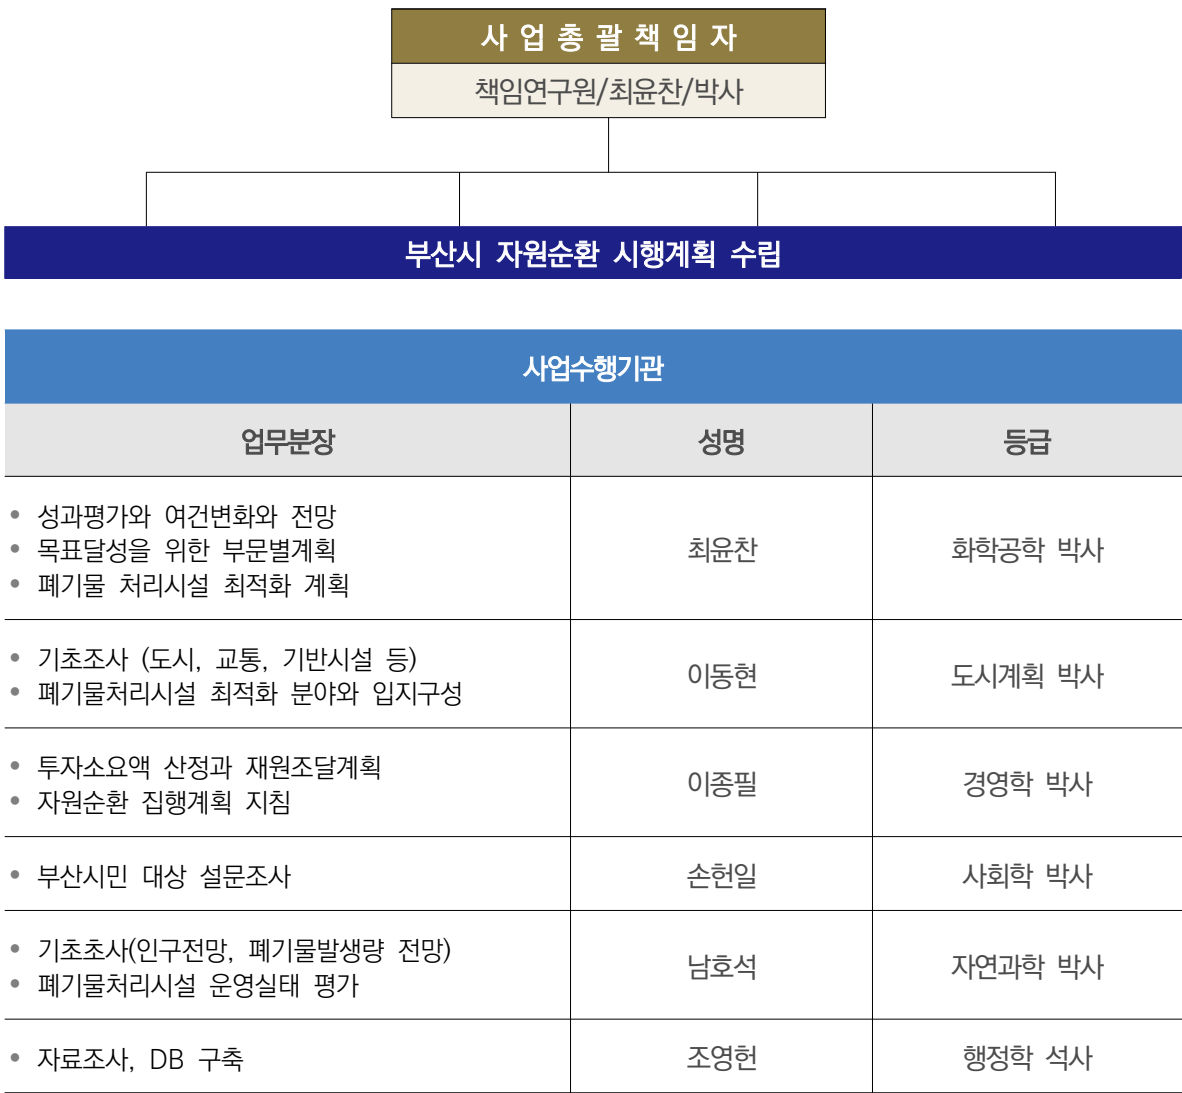 사 업 총 괄 책 임 자
책임연구원/최윤찬/박사
부산시 자원순환 시행계획 수립
사업수행기관
업무분장 성명 등급
• 성과평가와 여건변화와 전망
• 목표달성을 위한 부문별계획
• 폐기물 처리시설 최적화 계획
최윤찬 화학공학 박사
• 기초조사 (도시, 교통, 기반시설 등)
• 폐기물처리시설 최적화 분야와 입지구성
이동현 도시계획 박사
• 투자소요액 산정과 재원조달계획
• 자원순환 집행계획 지침
이종필 경영학 박사
• 부산시민 대상 설문조사 손헌일 사회학 박사
• 기초초사(인구전망, 폐기물발생량 전망)
• 폐기물처리시설 운영실태 평가
남호석 자연과학 박사
• 자료조사, DB 구축 조영헌 행정학 석사